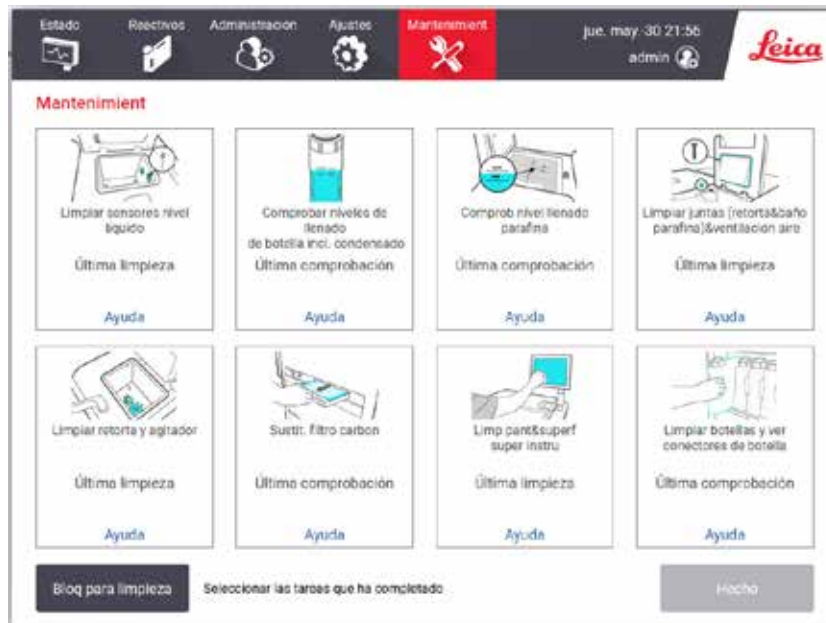 Estado Reactivos Administración Ajustes Mantenimient
jue. may. 30 21:56
admin
Leica
Mantenimient
Limpiar sensores nivel
líquido
Última limpieza
Ayuda
Comprobar niveles de
llenado
de botella incl. condensado
Última comprobación
Ayuda
Comprob nivel llenado
parafina
Última comprobación
Ayuda
Limpiar juntas (retorta&baño
parafina)&ventilación aire
Última limpieza
Ayuda
Limpiar retorta y agitador
Última limpieza
Ayuda
Sustit. filtro carbon
Última comprobación
Ayuda
Limp pant&superf
super instru
Última limpieza
Ayuda
Limpiar botellas y ver
conectores de botella
Última comprobación
Ayuda
Bloq para limpieza
Seleccionar las tareas que ha completado
Hecho